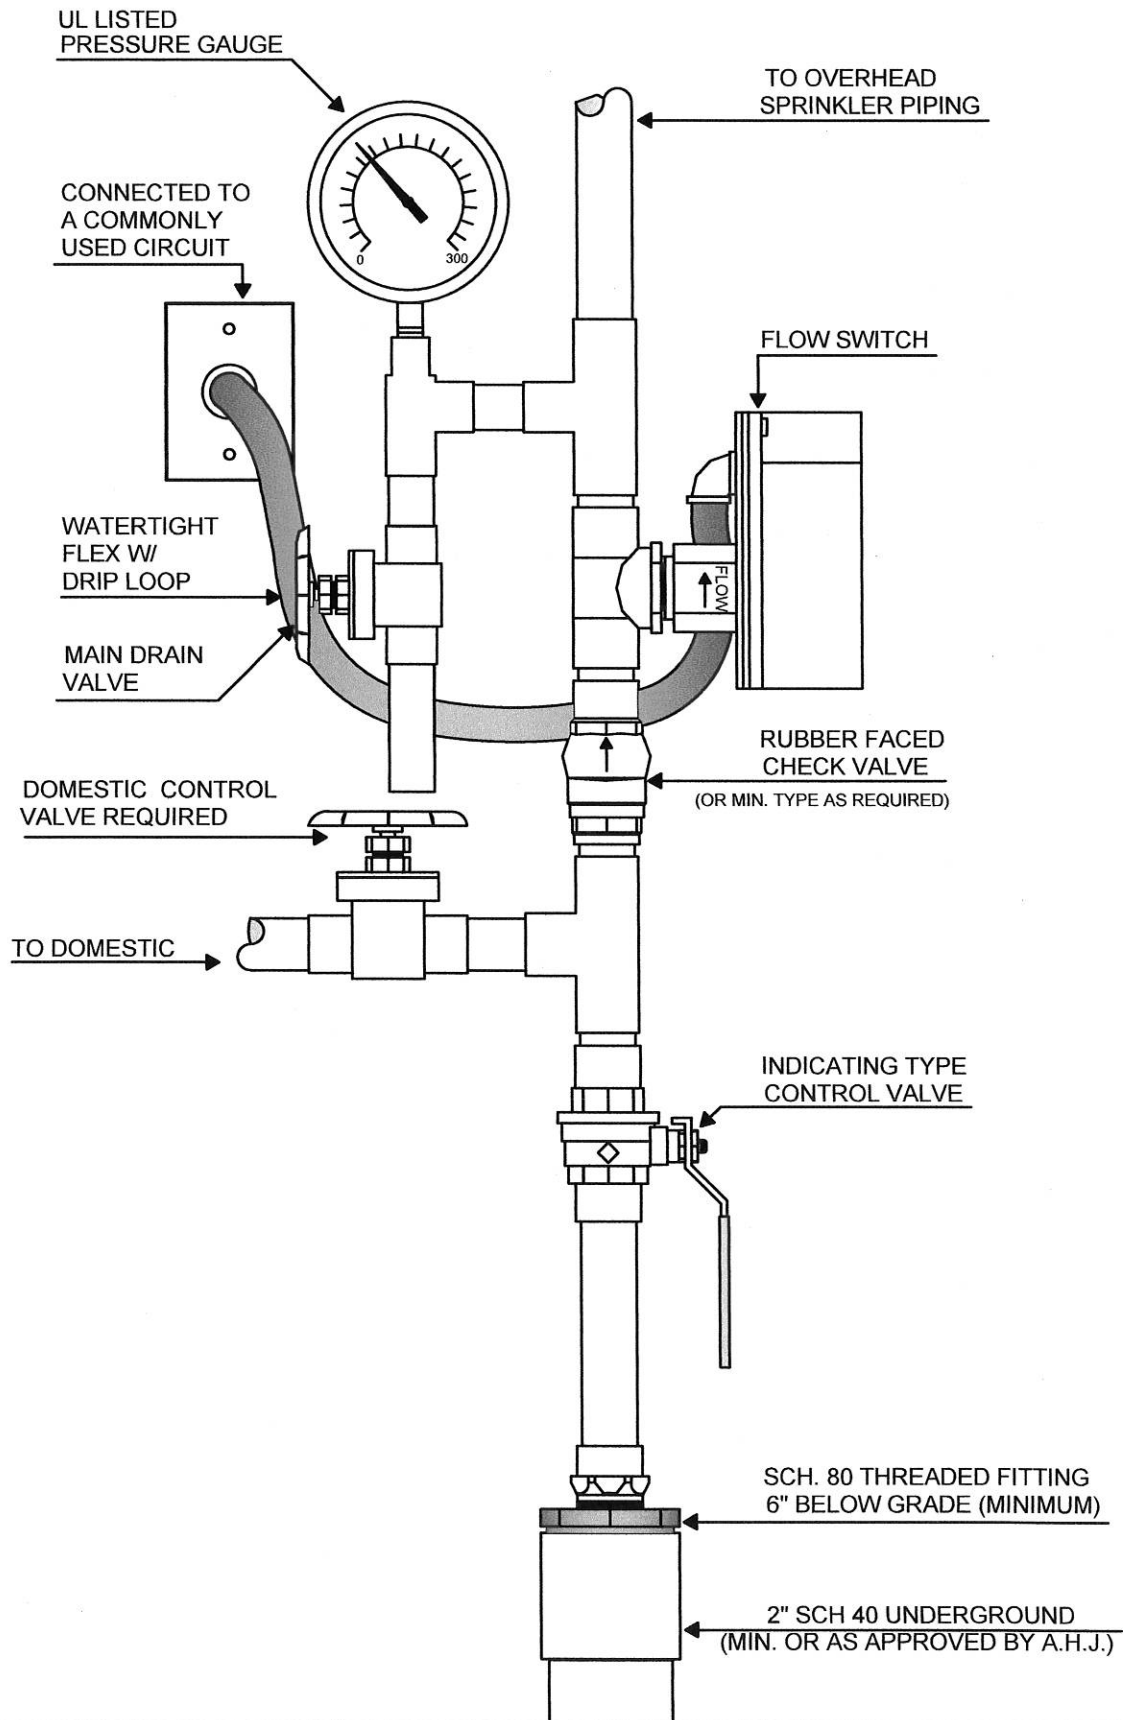 UL LISTED
PRESSURE GAUGE
TO OVERHEAD
SPRINKLER PIPING
CONNECTED TO
A COMMONLY
USED CIRCUIT
0
300
FLOW SWITCH
WATERTIGHT
FLEX W/
DRIP LOOP
FLOW
MAIN DRAIN
VALVE
RUBBER FACED
CHECK VALVE
(OR MIN. TYPE AS REQUIRED)
DOMESTIC CONTROL
VALVE REQUIRED
TO DOMESTIC
INDICATING TYPE
CONTROL VALVE
SCH. 80 THREADED FITTING
6" BELOW GRADE (MINIMUM)
2" SCH 40 UNDERGROUND
(MIN. OR AS APPROVED BY A.H.J.)